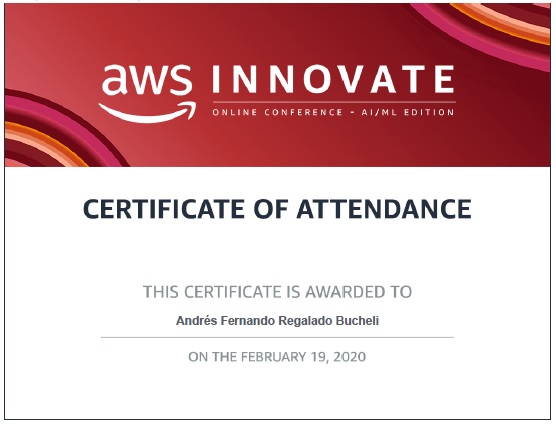 aws INNOVATE
ONLINE CONFERENCE - AI/ML EDITION
CERTIFICATE OF ATTENDANCE
THIS CERTIFICATE IS AWARDED TO
Andrés Fernando Regalado Bucheli
ON THE FEBRUARY 19, 2020